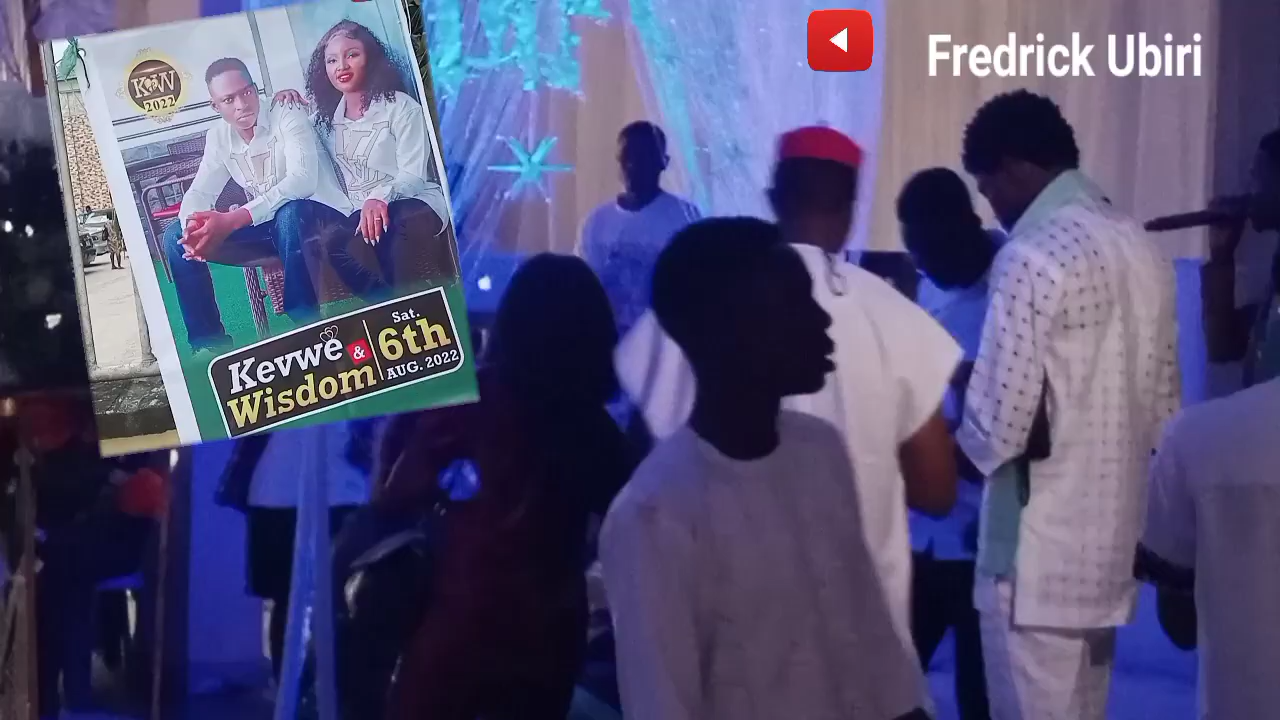 Fredrick Ubiri
K&W
2022
Kevwe &
Wisdom
Sat.
6th
AUG. 2022